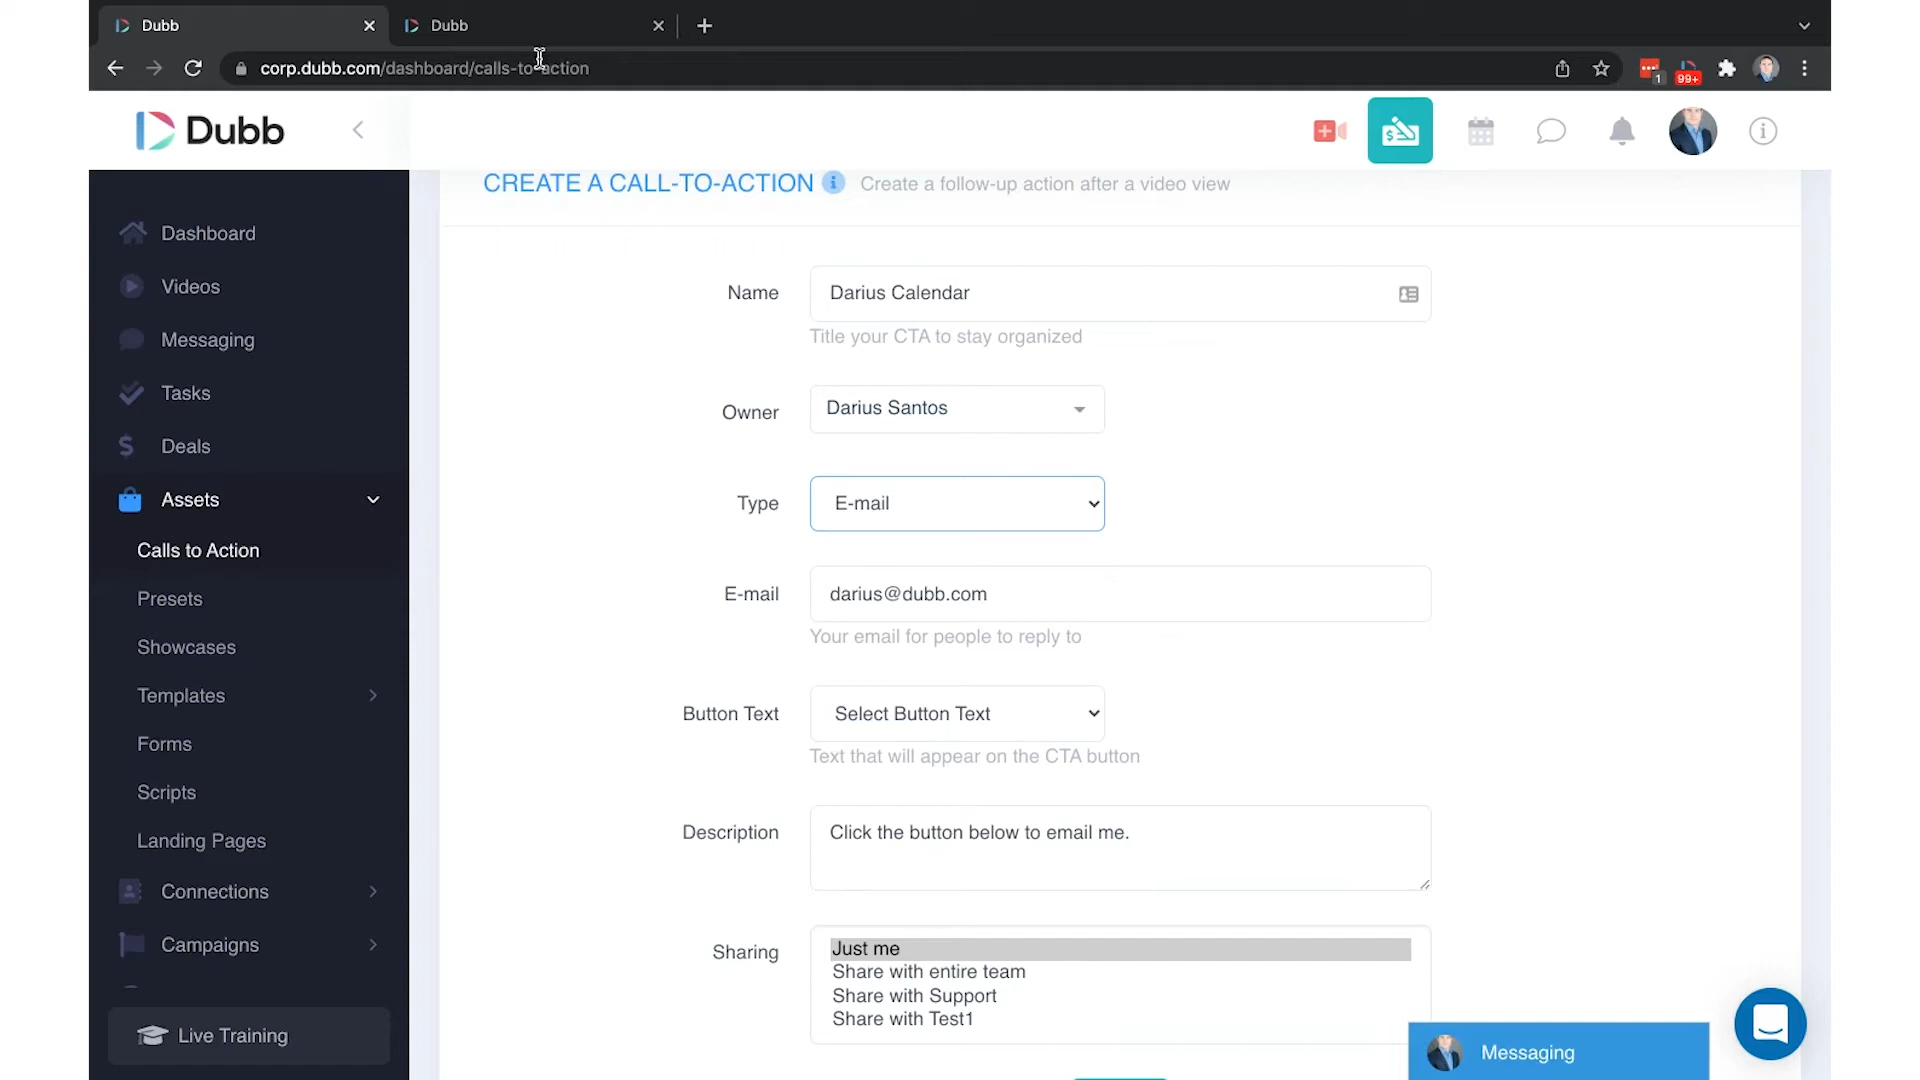 Dubb
Dubb
corp.dubb.com/dashboard/calls-to-action
1
99+
Dubb
CREATE A CALL-TO-ACTION Create a follow-up action after a video view
Dashboard
Videos
Messaging
Tasks
Deals
Assets
Calls to Action
Presets
Showcases
Templates
Forms
Scripts
Landing Pages
Connections
Campaigns
Live Training
Name Darius Calendar
Title your CTA to stay organized
Owner Darius Santos
Type E-mail
E-mail darius@dubb.com
Your email for people to reply to
Button Text Select Button Text
Text that will appear on the CTA button
Description Click the button below to email me.
Sharing Just me
Share with entire team
Share with Support
Share with Test1
Messaging